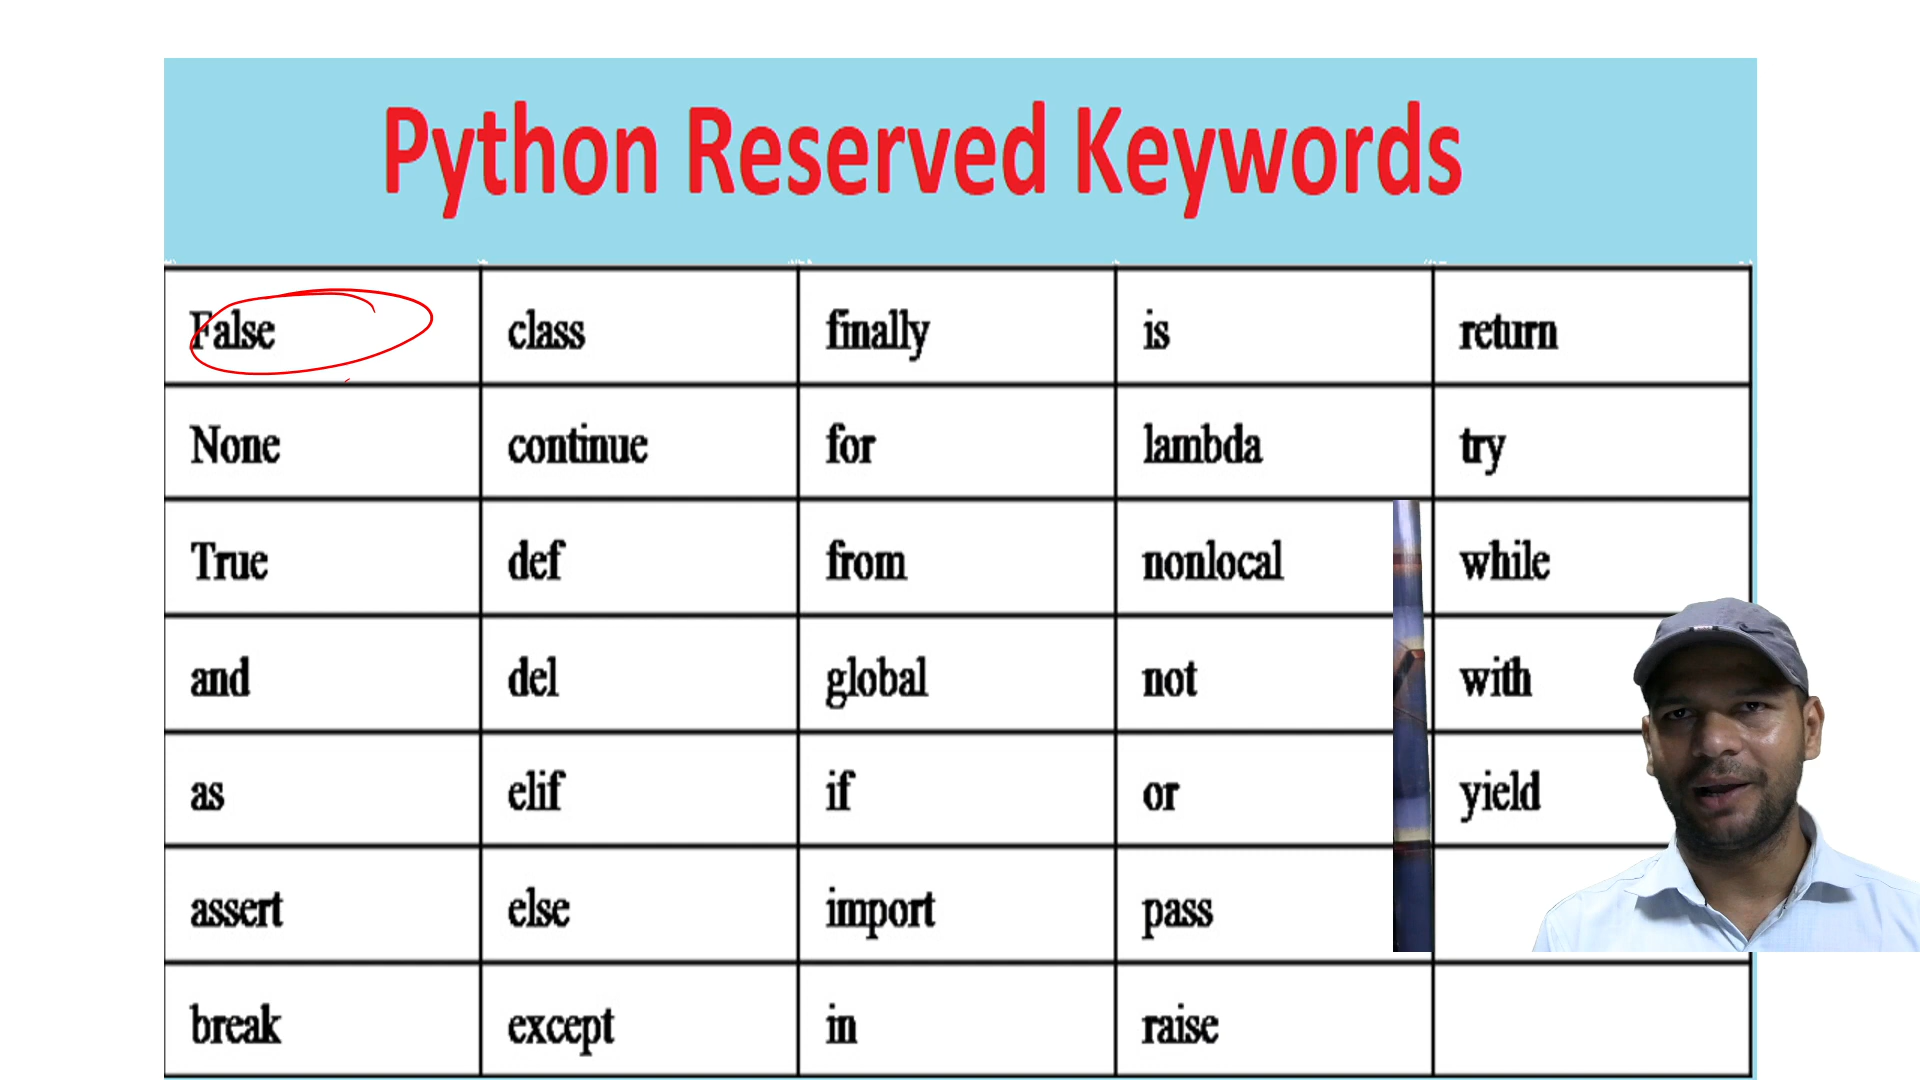 Python Reserved Keywords
False class finally is return
None continue for lambda try
True def from nonlocal while
and del global not with
as elif if or yield
assert else import pass
break except in raise